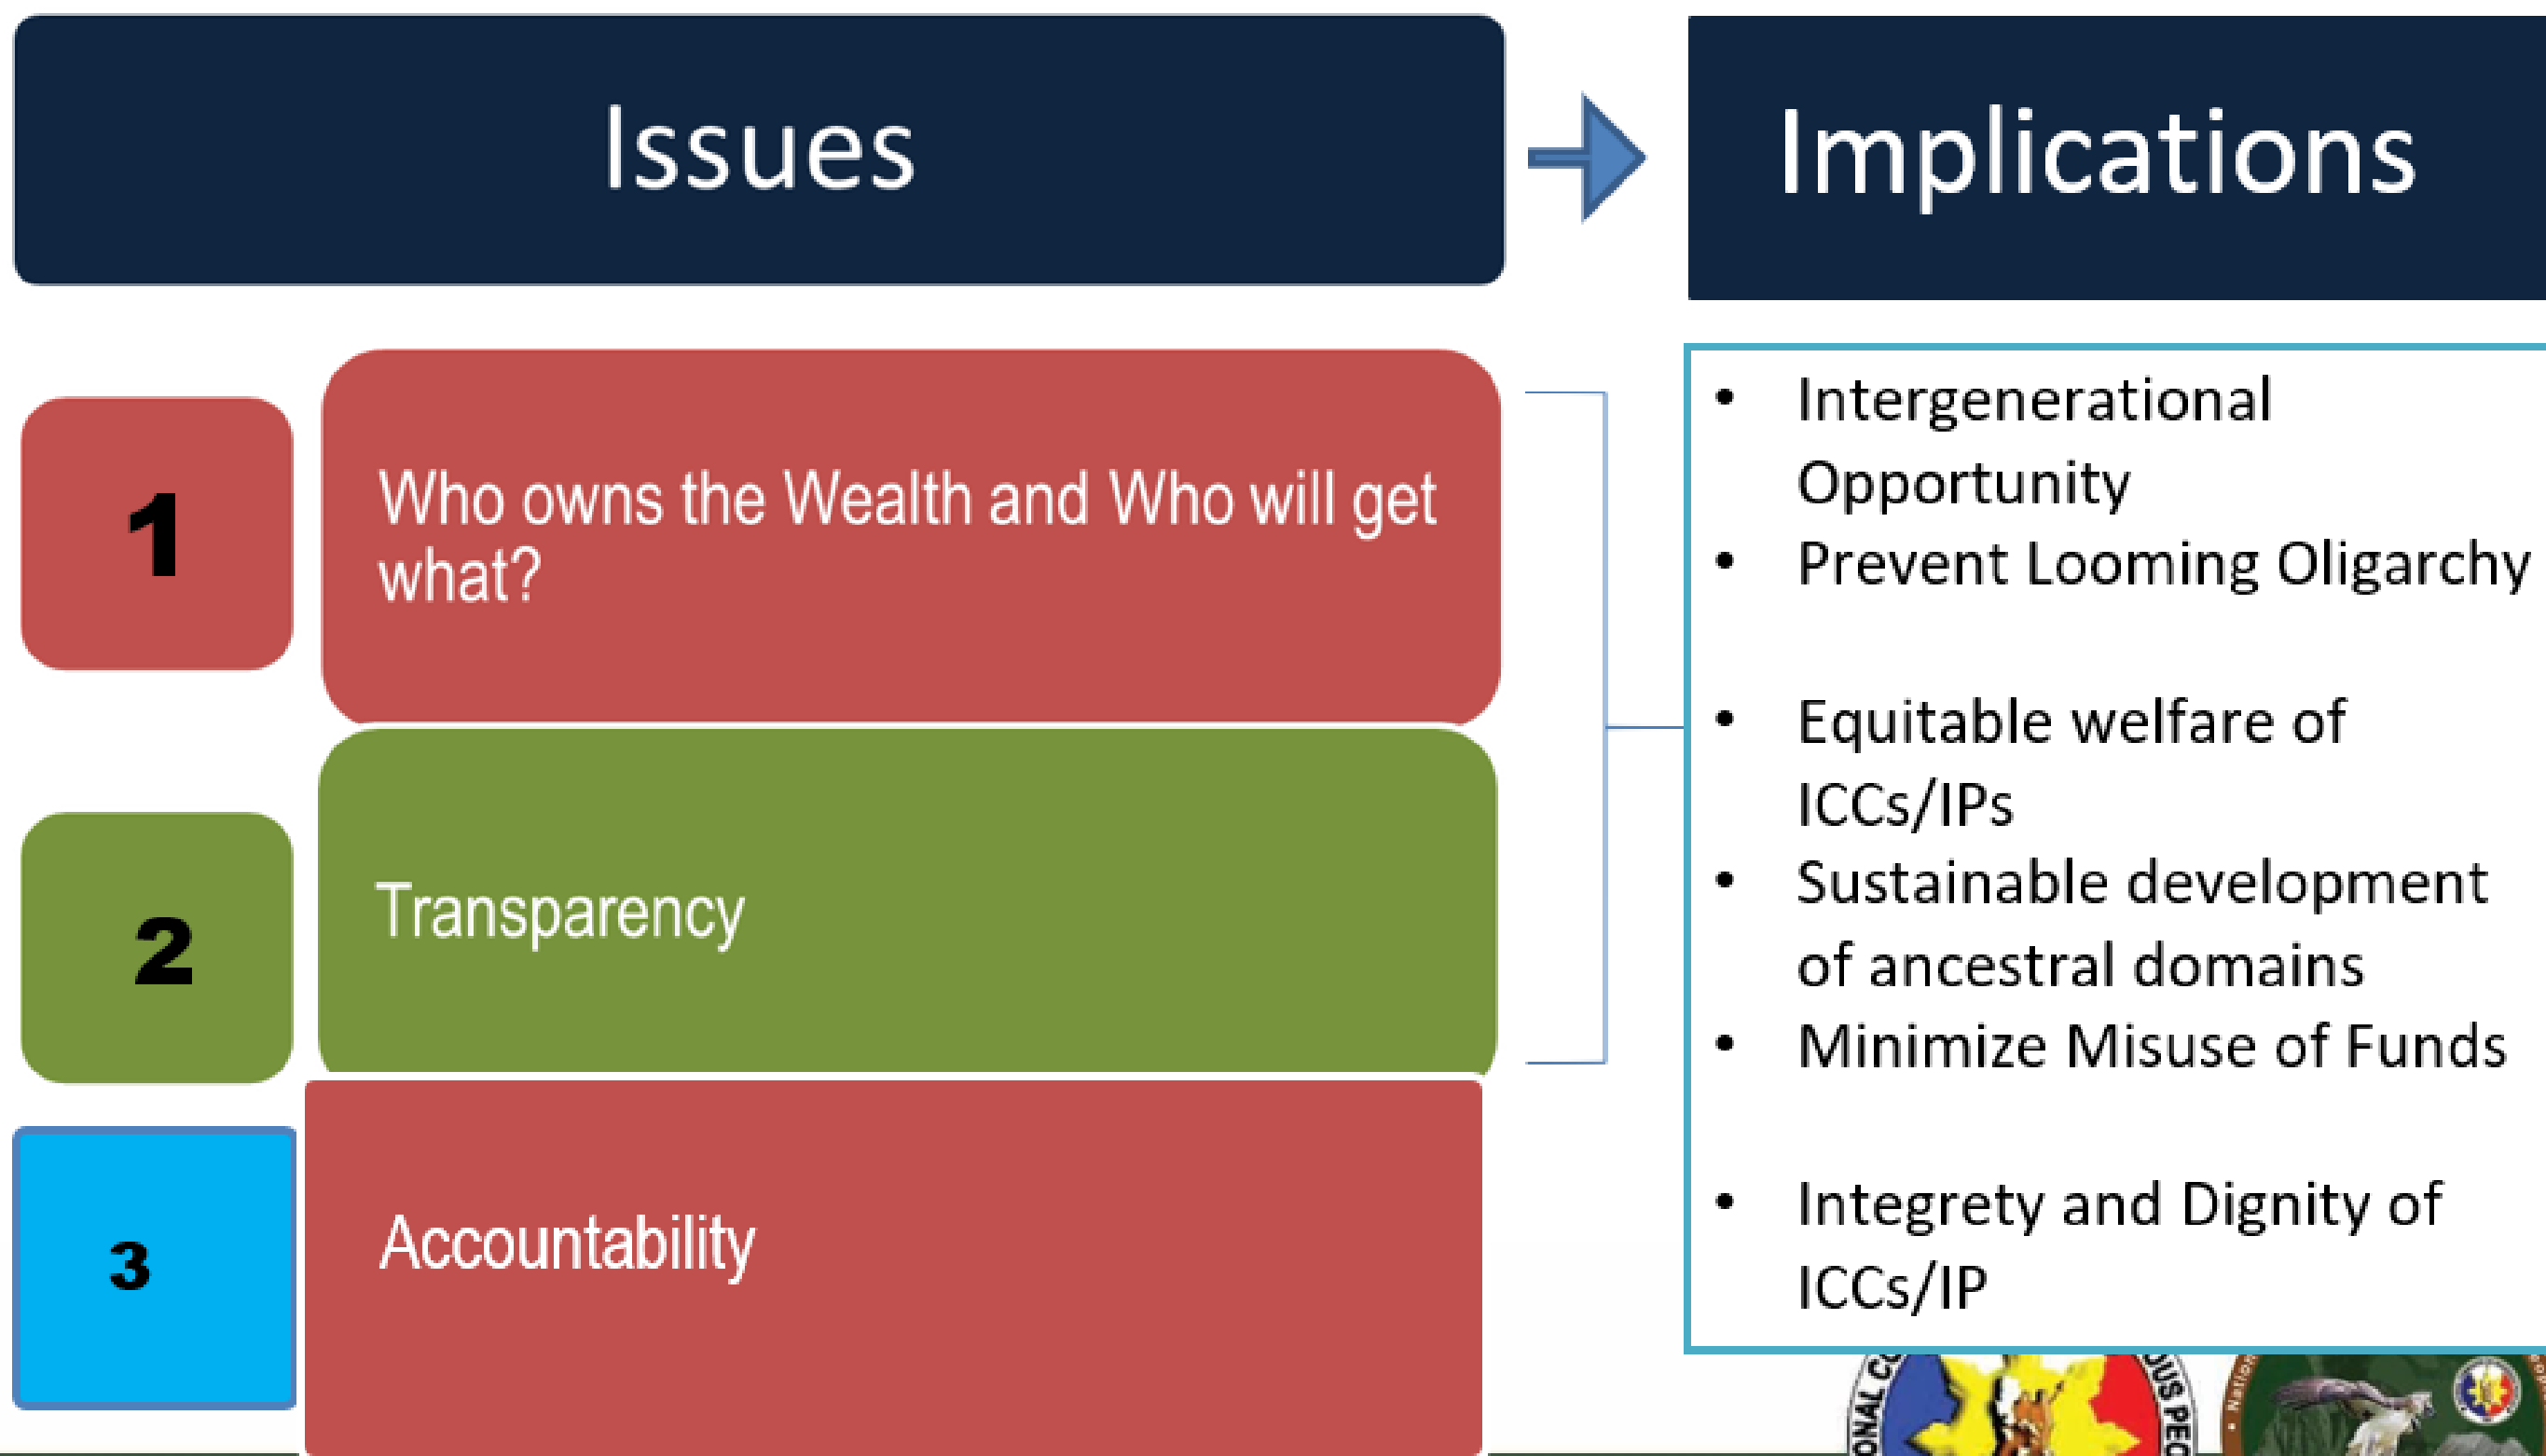 Issues
Implications
1
Who owns the Wealth and Who will get
what?
2
Transparency
3
Accountability
• Intergenerational
Opportunity
• Prevent Looming Oligarchy
• Equitable welfare of
ICCs/IPs
• Sustainable development
of ancestral domains
• Minimize Misuse of Funds
• Integrety and Dignity of
ICCs/IP